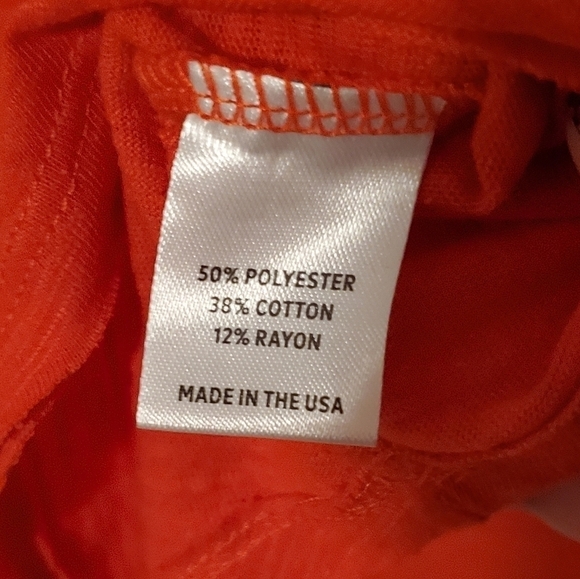 50% POLYESTER
38% COTTON
12% RAYON
MADE IN THE USA